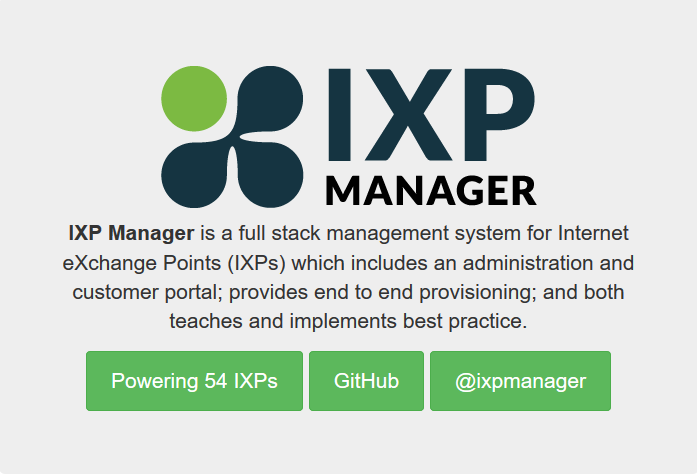 IXP
MANAGER
IXP Manager is a full stack management system for Internet
eXchange Points (IXPs) which includes an administration and
customer portal; provides end to end provisioning; and both
teaches and implements best practice.
Powering 54 IXPs GitHub @ixpmanager